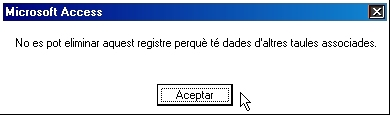 Microsoft Access
No es pot eliminar aquest registre perquè té dades d'altres taules associades.
Aceptar